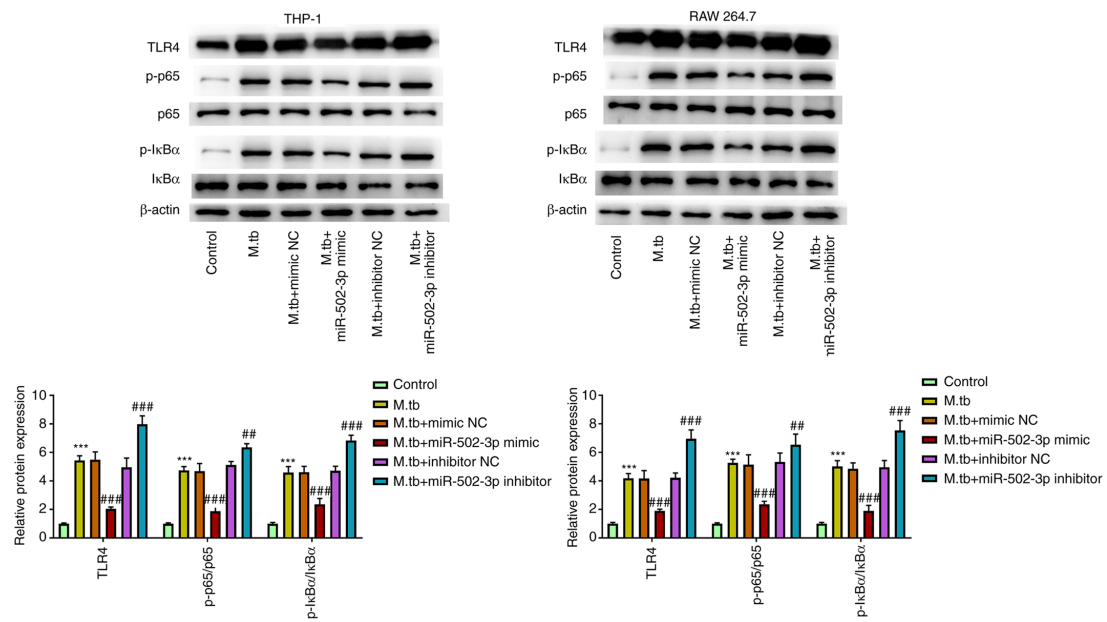 THP-1
TLR4
p-p65
p65
p-IκBα
IκBα
β-actin
Control
M.tb
M.tb+mimic NC
M.tb+
miR-502-3p mimic
M.tb+inhibitor NC
M.tb+
miR-502-3p inhibitor
RAW 264.7
TLR4
p-p65
p65
p-IκBα
IκBα
β-actin
Control
M.tb
M.tb+mimic NC
M.tb+
miR-502-3p mimic
M.tb+inhibitor NC
M.tb+
miR-502-3p inhibitor
Relative protein expression
10
8
6
4
2
0
***
###
###
***
###
##
***
###
###
TLR4
p-p65/p65
p-IκBα/IκBα
Control
M.tb
M.tb+mimic NC
M.tb+miR-502-3p mimic
M.tb+inhibitor NC
M.tb+miR-502-3p inhibitor
Relative protein expression
10
8
6
4
2
0
***
###
###
***
###
##
***
###
###
TLR4
p-p65/p65
p-IκBα/IκBα
Control
M.tb
M.tb+mimic NC
M.tb+miR-502-3p mimic
M.tb+inhibitor NC
M.tb+miR-502-3p inhibitor